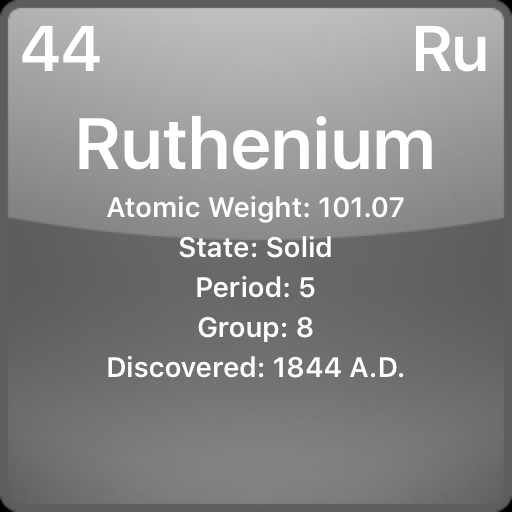 44 Ru
Ruthenium
Atomic Weight: 101.07
State: Solid
Period: 5
Group: 8
Discovered: 1844 A.D.